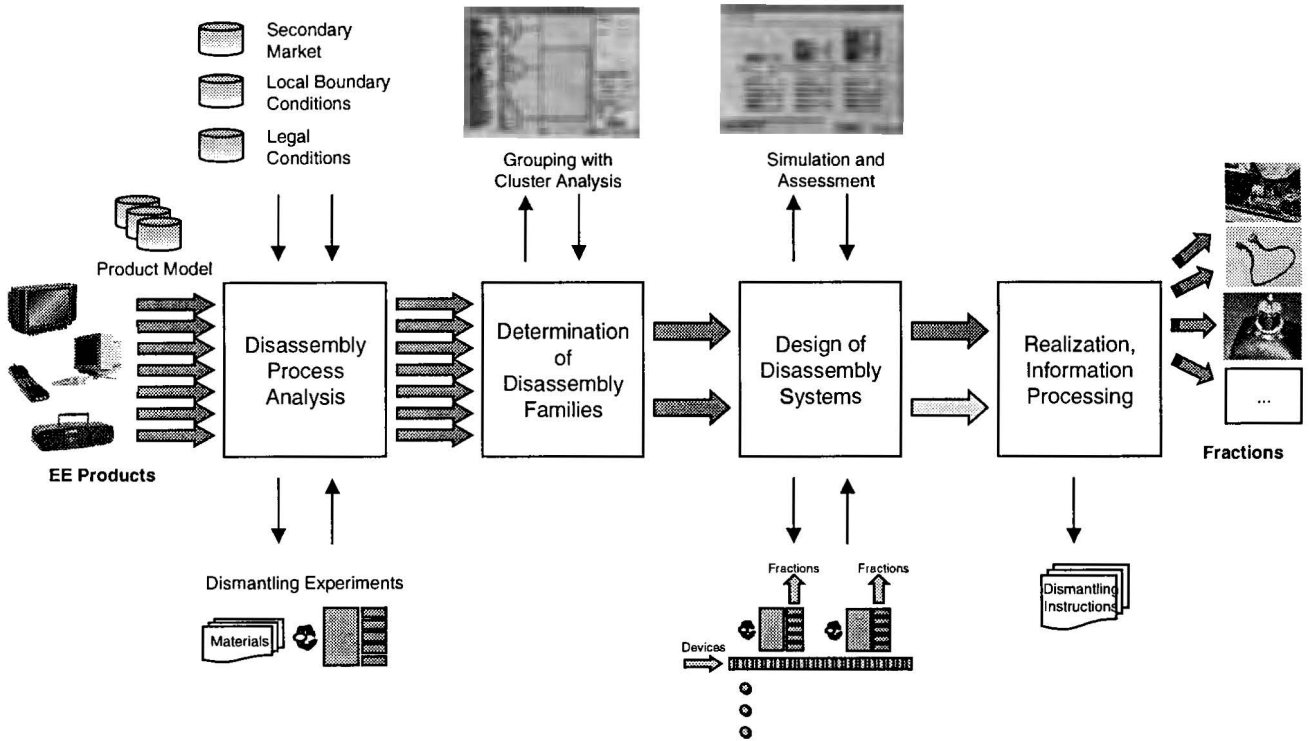 Secondary
Market
Local Boundary
Conditions
Legal
Conditions
Grouping with
Cluster Analysis
Simulation and
Assessment
Product Model
EE Products
Disassembly
Process
Analysis
Determination
of
Disassembly
Families
Design of
Disassembly
Systems
Realization,
Information
Processing
...
Fractions
Dismantling Experiments
Materials
Fractions
Fractions
Devices
Dismantling
Instructions